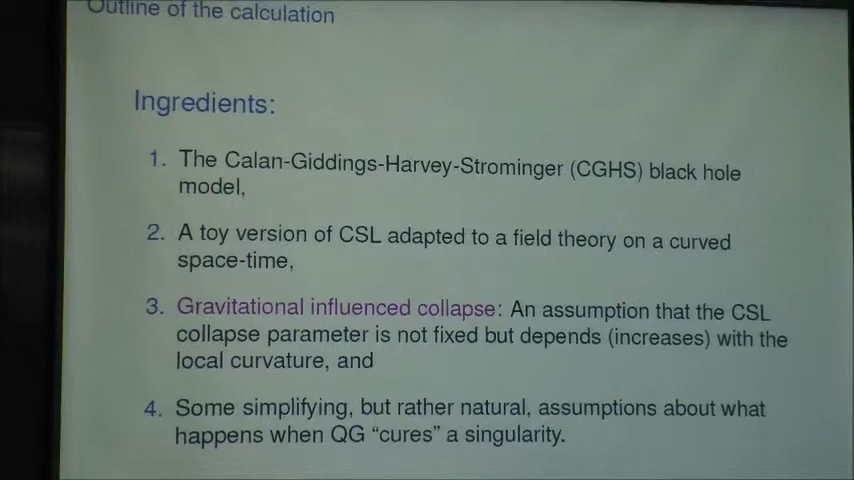 Outline of the calculation
Ingredients:
1. The Calan-Giddings-Harvey-Strominger (CGHS) black hole
model,
2. A toy version of CSL adapted to a field theory on a curved
space-time,
3. Gravitational influenced collapse: An assumption that the CSL
collapse parameter is not fixed but depends (increases) with the
local curvature, and
4. Some simplifying, but rather natural, assumptions about what
happens when QG “cures” a singularity.